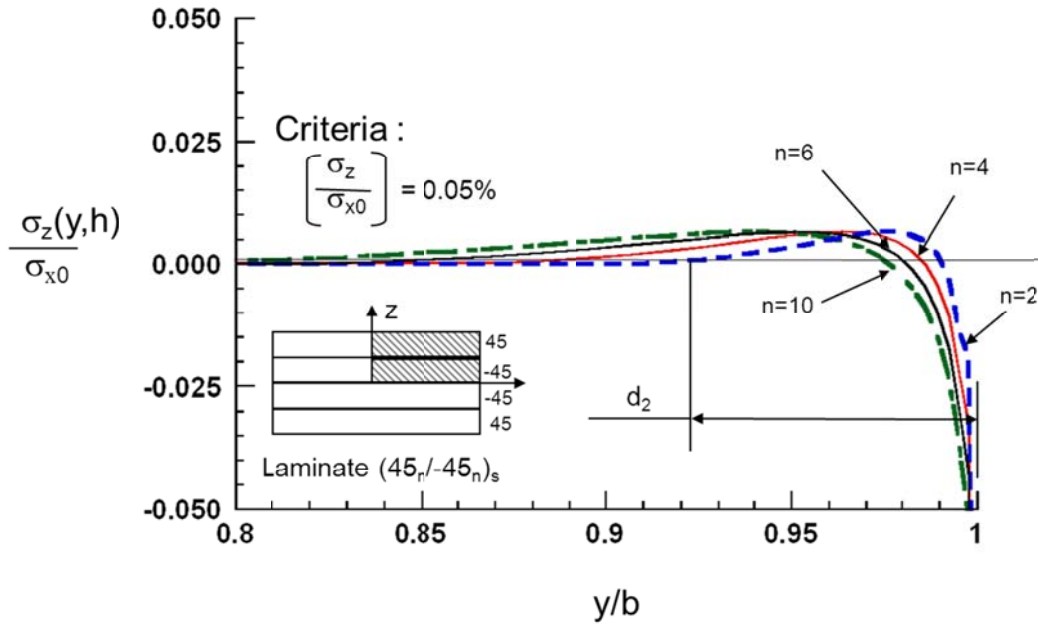 0.050
0.025
0.000
-0.025
-0.050
σz(y,h)
σx0
Criteria :
[σz/σx0] = 0.05%
n=6
n=4
n=10
n=2
z
45
-45
-45
45
d2
Laminate (45n/-45n)s
0.8
0.85
0.9
0.95
1
y/b